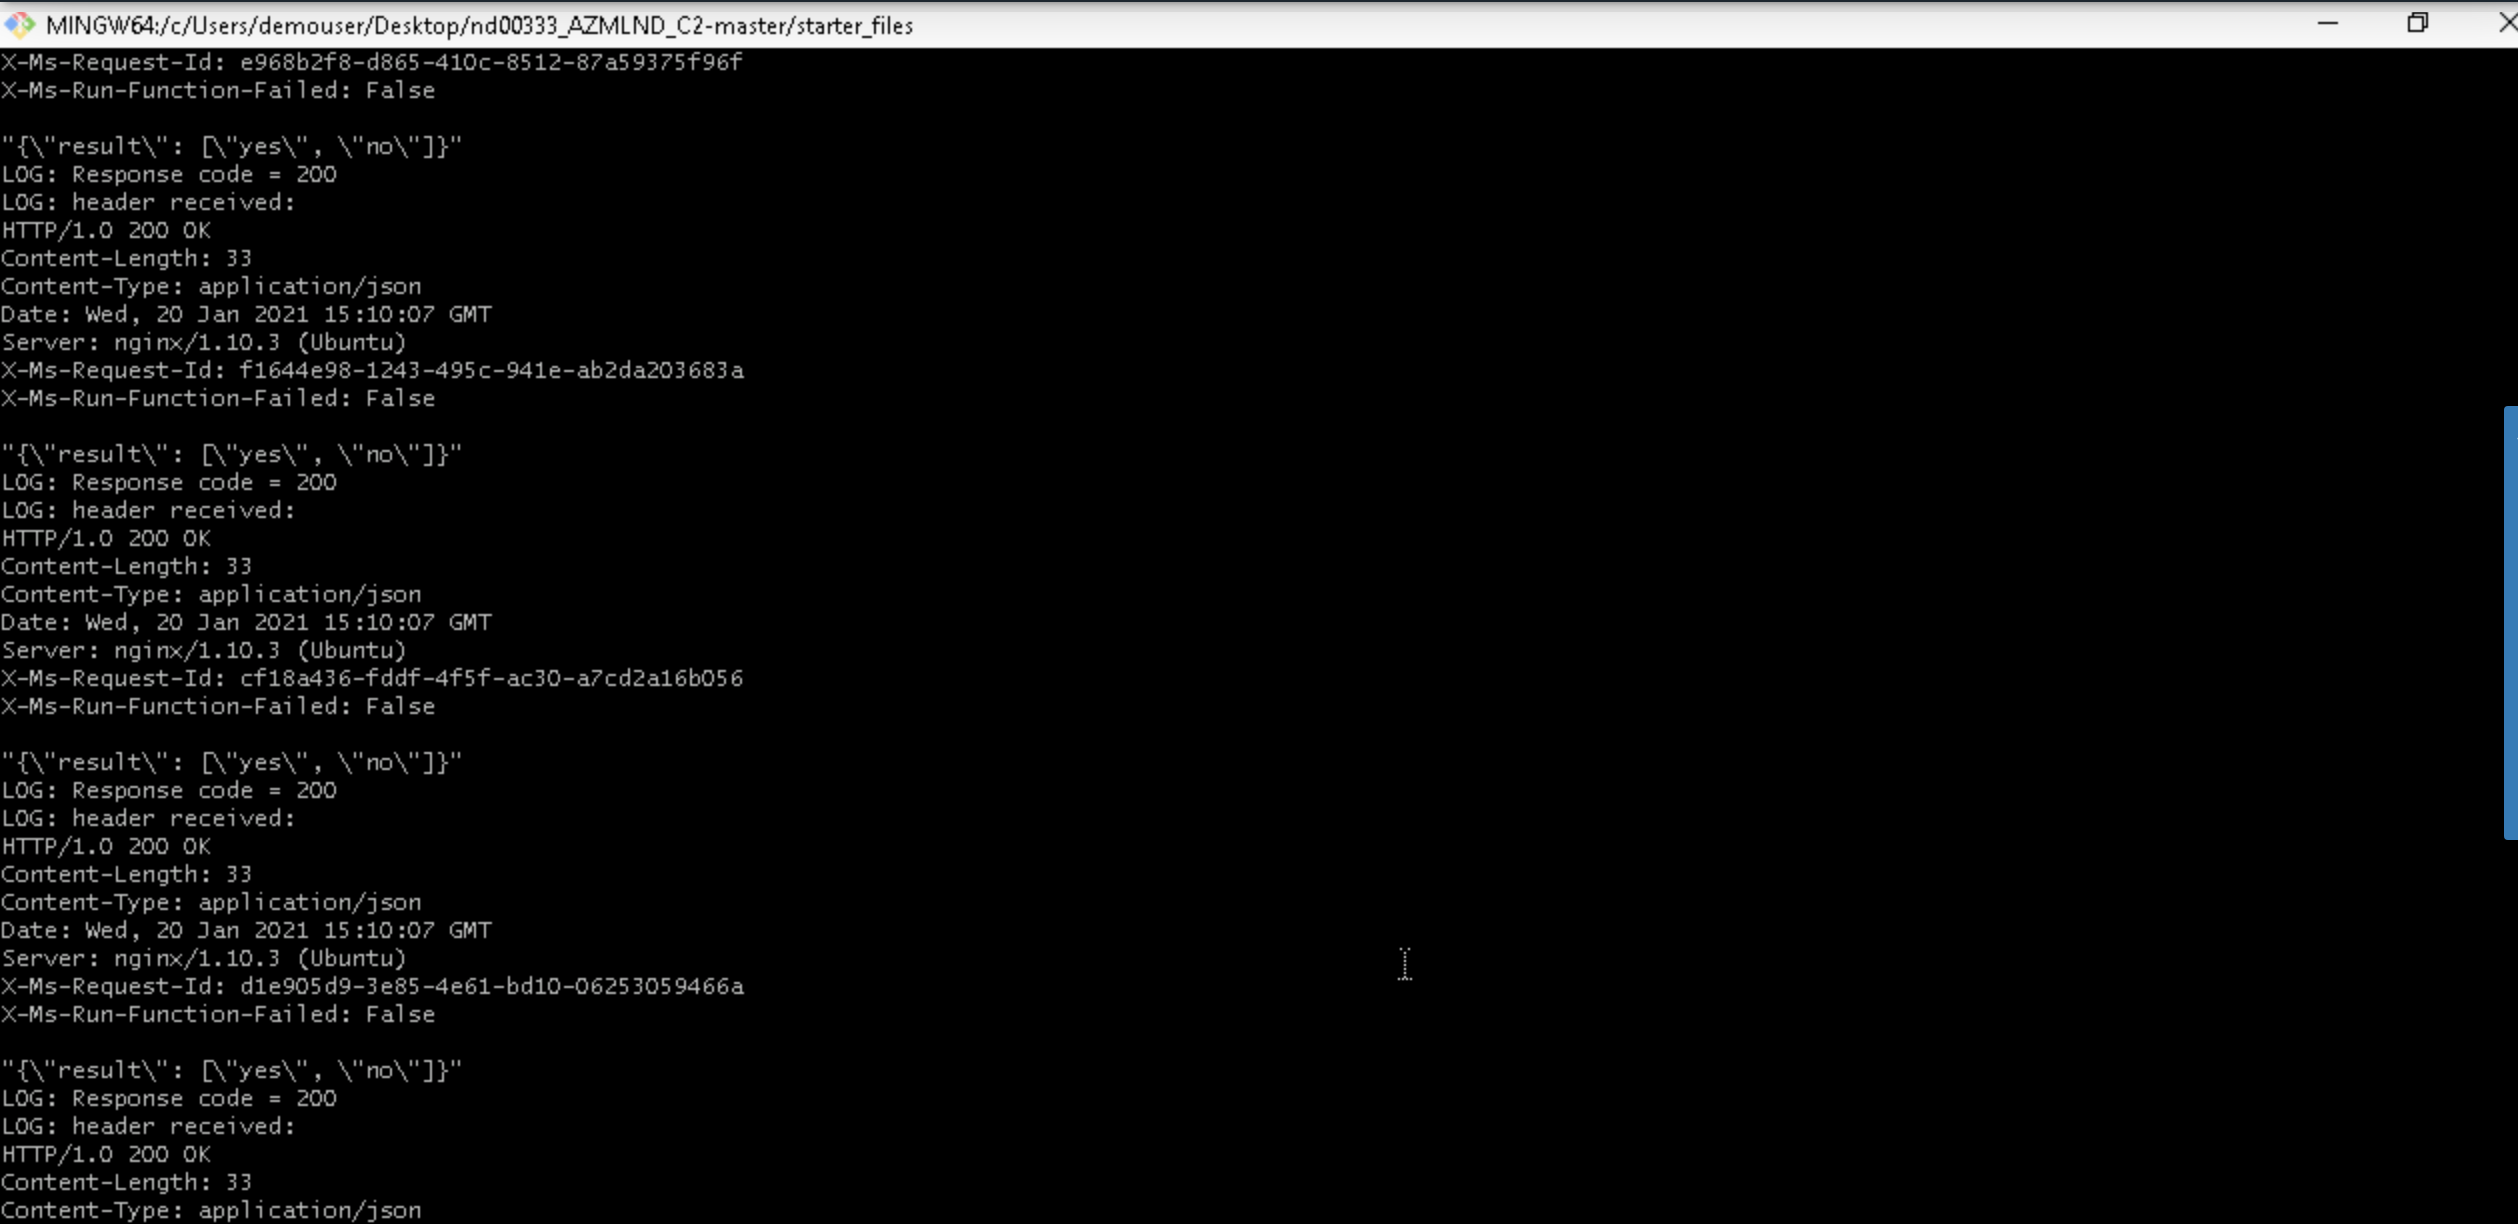 MINGW64:/c/Users/demouser/Desktop/nd00333_AZMLND_C2-master/starter_files
X-Ms-Request-Id: e968b2f8-d865-410c-8512-87a59375f96f
X-Ms-Run-Function-Failed: False
"{\"result\": [\"yes\", \"no\"]}"
LOG: Response code = 200
LOG: header received:
HTTP/1.0 200 OK
Content-Length: 33
Content-Type: application/json
Date: Wed, 20 Jan 2021 15:10:07 GMT
Server: nginx/1.10.3 (Ubuntu)
X-Ms-Request-Id: f1644e98-1243-495c-941e-ab2da203683a
X-Ms-Run-Function-Failed: False
"{\"result\": [\"yes\", \"no\"]}"
LOG: Response code = 200
LOG: header received:
HTTP/1.0 200 OK
Content-Length: 33
Content-Type: application/json
Date: Wed, 20 Jan 2021 15:10:07 GMT
Server: nginx/1.10.3 (Ubuntu)
X-Ms-Request-Id: cf18a436-fddf-4f5f-ac30-a7cd2a16b056
X-Ms-Run-Function-Failed: False
"{\"result\": [\"yes\", \"no\"]}"
LOG: Response code = 200
LOG: header received:
HTTP/1.0 200 OK
Content-Length: 33
Content-Type: application/json
Date: Wed, 20 Jan 2021 15:10:07 GMT
Server: nginx/1.10.3 (Ubuntu)
X-Ms-Request-Id: d1e905d9-3e85-4e61-bd10-06253059466a
X-Ms-Run-Function-Failed: False
"{\"result\": [\"yes\", \"no\"]}"
LOG: Response code = 200
LOG: header received:
HTTP/1.0 200 OK
Content-Length: 33
Content-Type: application/json